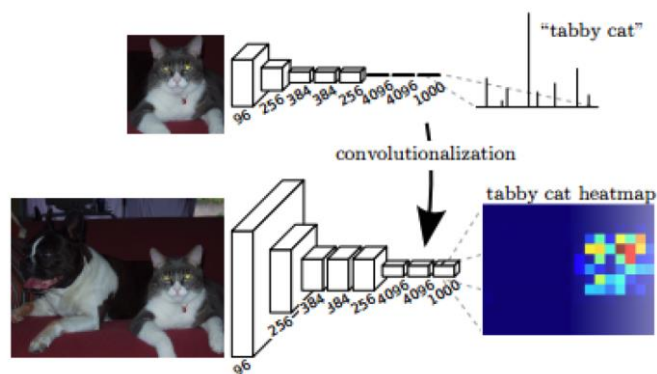 "tabby cat"
96 256 384 384 256 4096 4096 1000
convolutionalization
tabby cat heatmap
96 256 384 384 256 4096 4096 1000